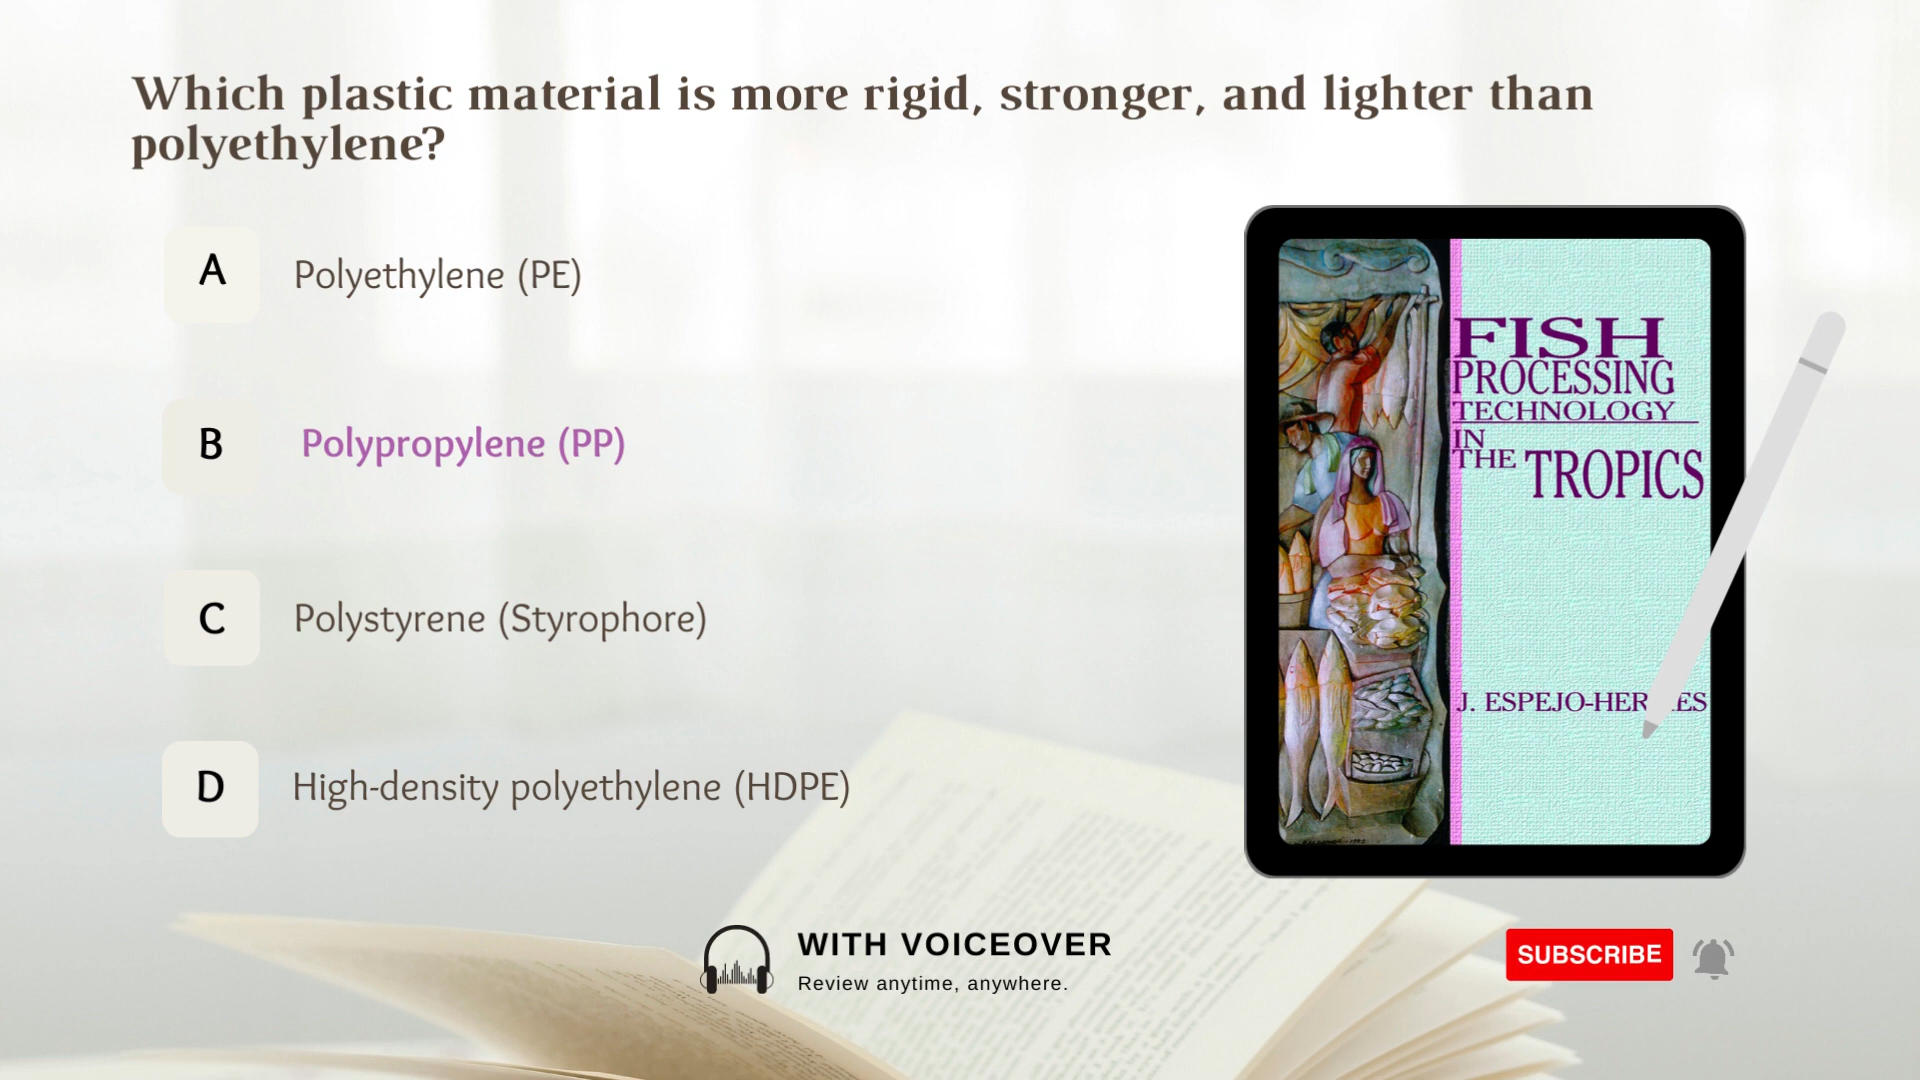 Which plastic material is more rigid, stronger, and lighter than
polyethylene?
A Polyethylene (PE)
B Polypropylene (PP)
C Polystyrene (Styrophore)
D High-density polyethylene (HDPE)
FISH
PROCESSING
TECHNOLOGY
IN
THE TROPICS
J. ESPEJO-
WITH VOICEOVER
Review anytime, anywhere.
SUBSCRIBE